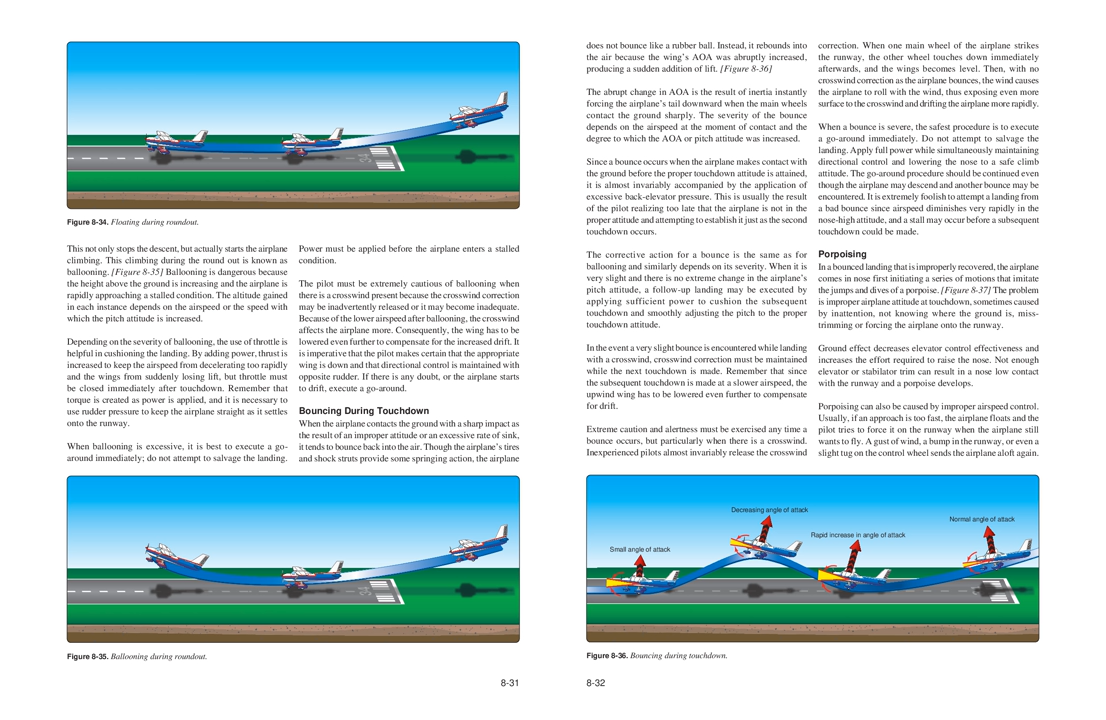 34
Figure 8-34. Floating during roundout.
This not only stops the descent, but actually starts the airplane
climbing. This climbing during the round out is known as
ballooning. [Figure 8-35] Ballooning is dangerous because
the height above the ground is increasing and the airplane is
rapidly approaching a stalled condition. The altitude gained
in each instance depends on the airspeed or the speed with
which the pitch attitude is increased.
Depending on the severity of ballooning, the use of throttle is
helpful in cushioning the landing. By adding power, thrust is
increased to keep the airspeed from decelerating too rapidly
and the wings from suddenly losing lift, but throttle must
be closed immediately after touchdown. Remember that
torque is created as power is applied, and it is necessary to
use rudder pressure to keep the airplane straight as it settles
onto the runway.
When ballooning is excessive, it is best to execute a go-
around immediately; do not attempt to salvage the landing.
Power must be applied before the airplane enters a stalled
condition.
The pilot must be extremely cautious of ballooning when
there is a crosswind present because the crosswind correction
may be inadvertently released or it may become inadequate.
Because of the lower airspeed after ballooning, the crosswind
affects the airplane more. Consequently, the wing has to be
lowered even further to compensate for the increased drift. It
is imperative that the pilot makes certain that the appropriate
wing is down and that directional control is maintained with
opposite rudder. If there is any doubt, or the airplane starts
to drift, execute a go-around.
Bouncing During Touchdown
When the airplane contacts the ground with a sharp impact as
the result of an improper attitude or an excessive rate of sink,
it tends to bounce back into the air. Though the airplane's tires
and shock struts provide some springing action, the airplane
34
Figure 8-35. Ballooning during roundout.
8-31
does not bounce like a rubber ball. Instead, it rebounds into
the air because the wing's AOA was abruptly increased,
producing a sudden addition of lift. [Figure 8-36]
The abrupt change in AOA is the result of inertia instantly
forcing the airplane's tail downward when the main wheels
contact the ground sharply. The severity of the bounce
depends on the airspeed at the moment of contact and the
degree to which the AOA or pitch attitude was increased.
Since a bounce occurs when the airplane makes contact with
the ground before the proper touchdown attitude is attained,
it is almost invariably accompanied by the application of
excessive back-elevator pressure. This is usually the result
of the pilot realizing too late that the airplane is not in the
proper attitude and attempting to establish it just as the second
touchdown occurs.
The corrective action for a bounce is the same as for
ballooning and similarly depends on its severity. When it is
very slight and there is no extreme change in the airplane's
pitch attitude, a follow-up landing may be executed by
applying sufficient power to cushion the subsequent
touchdown and smoothly adjusting the pitch to the proper
touchdown attitude.
In the event a very slight bounce is encountered while landing
with a crosswind, crosswind correction must be maintained
while the next touchdown is made. Remember that since
the subsequent touchdown is made at a slower airspeed, the
upwind wing has to be lowered even further to compensate
for drift.
Extreme caution and alertness must be exercised any time a
bounce occurs, but particularly when there is a crosswind.
Inexperienced pilots almost invariably release the crosswind
correction. When one main wheel of the airplane strikes
the runway, the other wheel touches down immediately
afterwards, and the wings becomes level. Then, with no
crosswind correction as the airplane bounces, the wind causes
the airplane to roll with the wind, thus exposing even more
surface to the crosswind and drifting the airplane more rapidly.
When a bounce is severe, the safest procedure is to execute
a go-around immediately. Do not attempt to salvage the
landing. Apply full power while simultaneously maintaining
directional control and lowering the nose to a safe climb
attitude. The go-around procedure should be continued even
though the airplane may descend and another bounce may be
encountered. It is extremely foolish to attempt a landing from
a bad bounce since airspeed diminishes very rapidly in the
nose-high attitude, and a stall may occur before a subsequent
touchdown could be made.
Porpoising
In a bounced landing that is improperly recovered, the airplane
comes in nose first initiating a series of motions that imitate
the jumps and dives of a porpoise. [Figure 8-37] The problem
is improper airplane attitude at touchdown, sometimes caused
by inattention, not knowing where the ground is, miss-
trimming or forcing the airplane onto the runway.
Ground effect decreases elevator control effectiveness and
increases the effort required to raise the nose. Not enough
elevator or stabilator trim can result in a nose low contact
with the runway and a porpoise develops.
Porpoising can also be caused by improper airspeed control.
Usually, if an approach is too fast, the airplane floats and the
pilot tries to force it on the runway when the airplane still
wants to fly. A gust of wind, a bump in the runway, or even a
slight tug on the control wheel sends the airplane aloft again.
Small angle of attack
Decreasing angle of attack
Rapid increase in angle of attack
Normal angle of attack
Figure 8-36. Bouncing during touchdown.
8-32